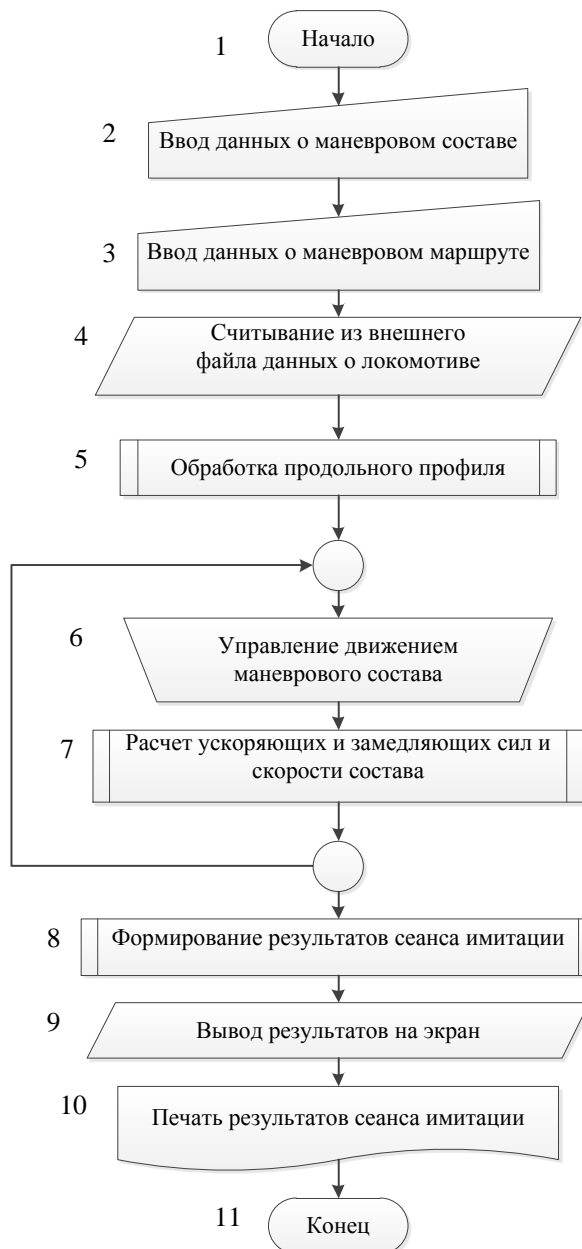 1
Начало
2
Ввод данных о маневровом составе
3
Ввод данных о маневровом маршруте
4
Считывание из внешнего
файла данных о локомотиве
5
Обработка продольного профиля
6
Управление движением
маневрового состава
7
Расчет ускоряющих и замедляющих сил и
скорости состава
8
Формирование результатов сеанса имитации
9
Вывод результатов на экран
10
Печать результатов сеанса имитации
11
Конец